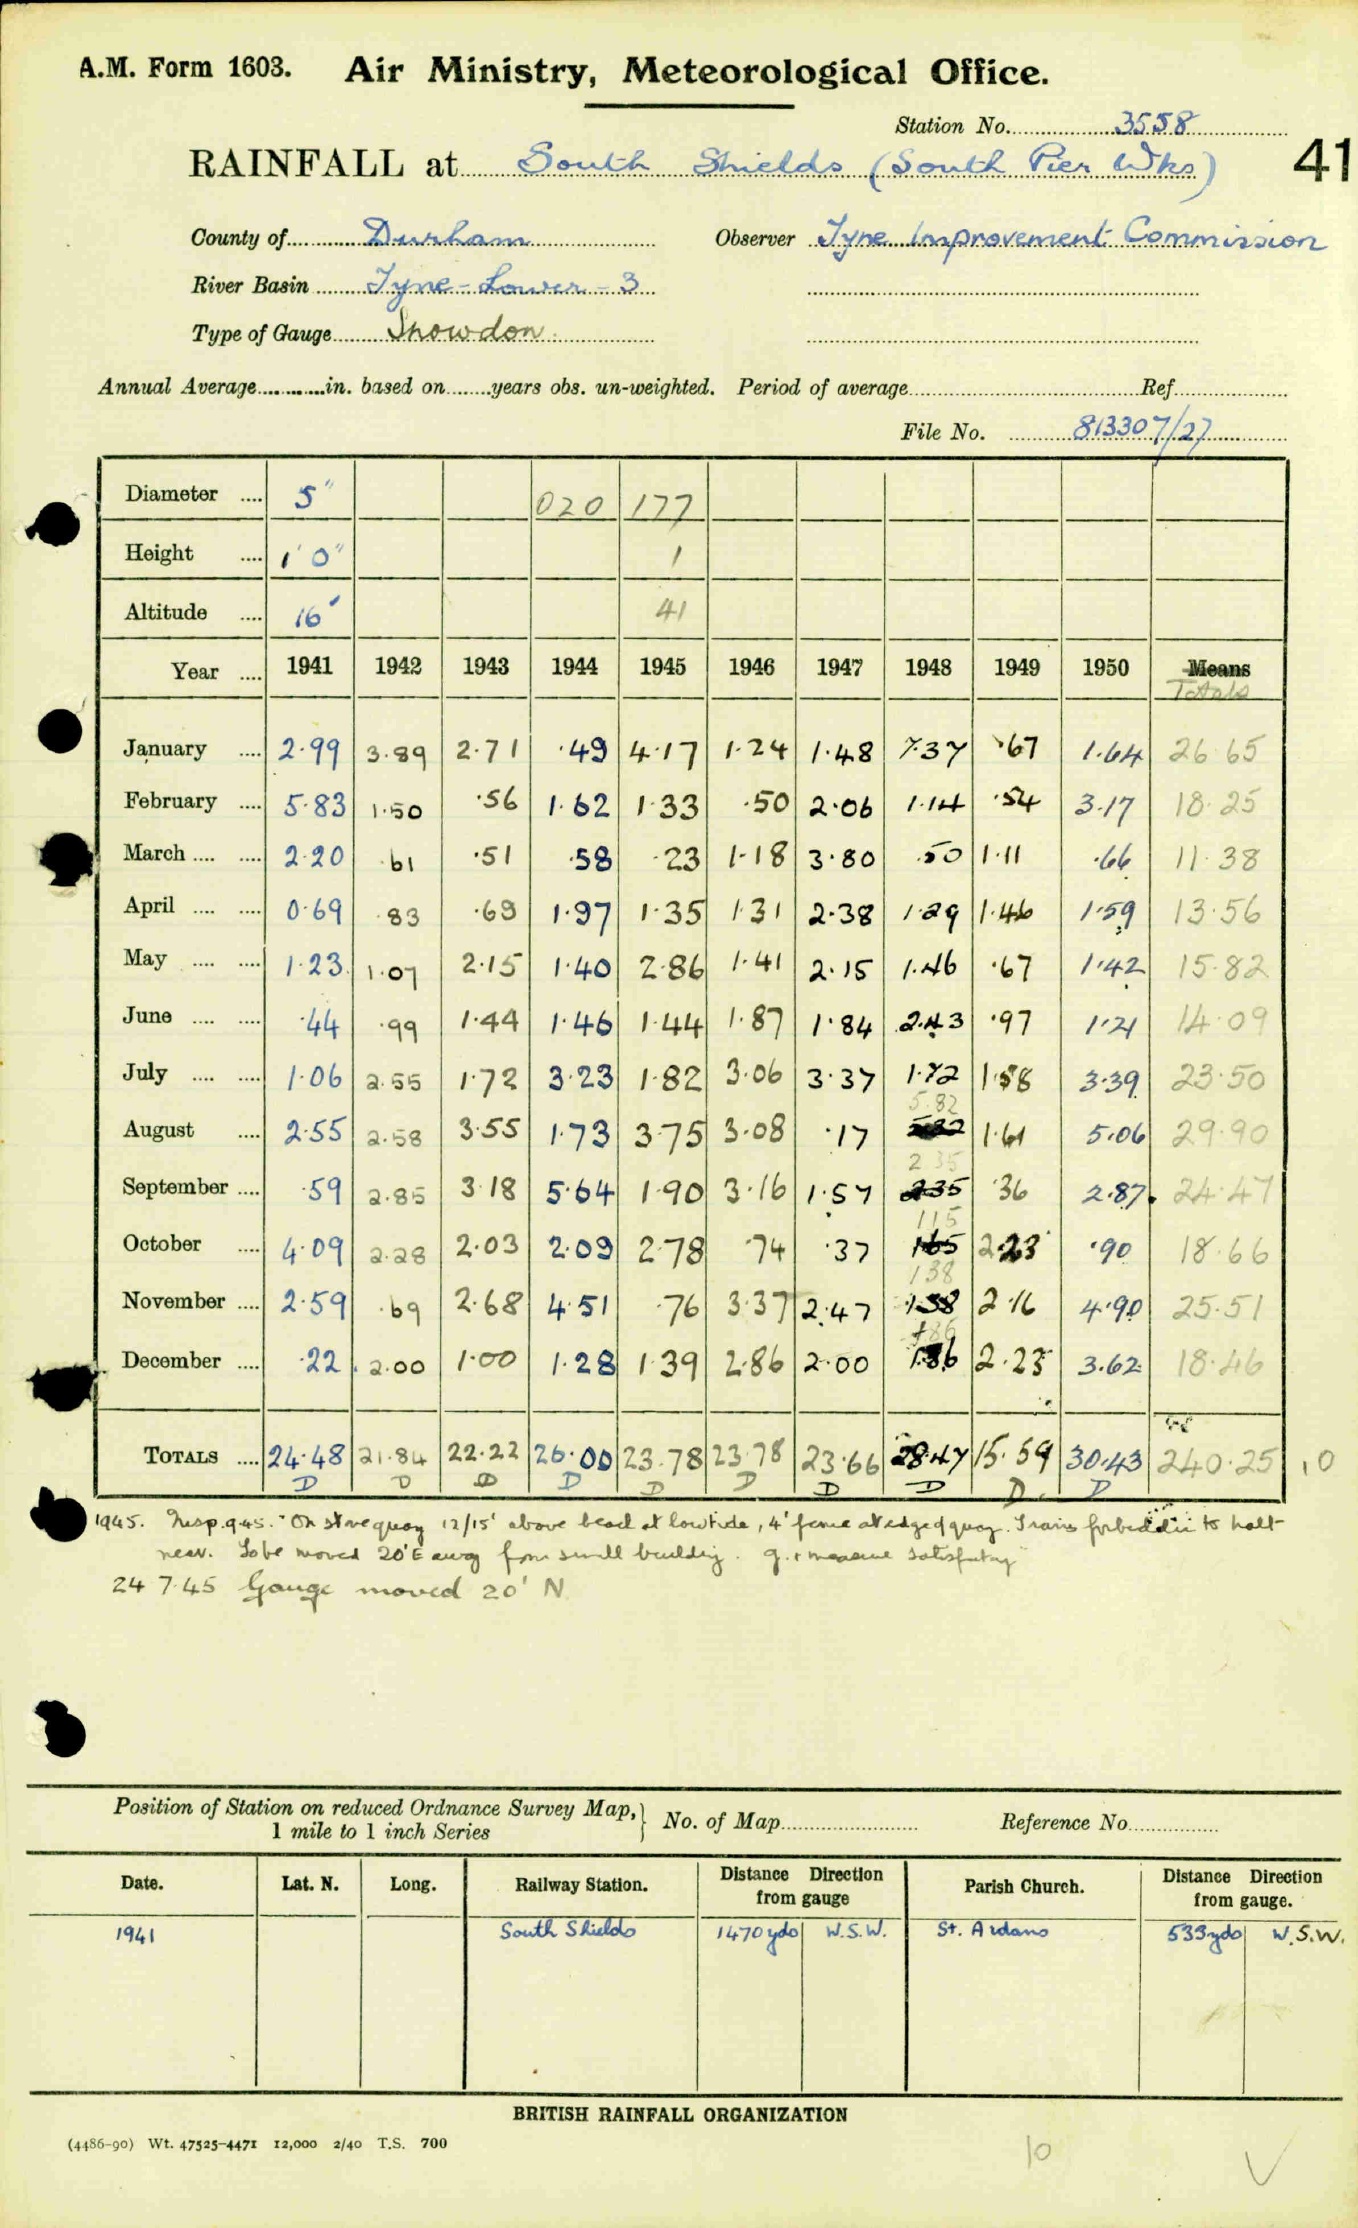 A.M. Form 1603. Air Ministry, Meteorological Office.
Station No. 3558
RAINFALL at South Shields (South Pier Wks)
41
County of Durham Observer Tyne Improvement Commission
River Basin Tyne - Lower - 3
Type of Gauge Snowdon
Annual Average in. based on years obs. un-weighted. Period of average Ref
File No. 813307/27
Diameter 5" 020 177
Height 1' 0" 1
Altitude 16' 41
Year 1941 1942 1943 1944 1945 1946 1947 1948 1949 1950 Means Totals
January 2.99 3.89 2.71 .49 4.17 1.24 1.48 7.37 .67 1.64 26.65
February 5.83 1.50 .56 1.62 1.33 .50 2.06 1.14 .54 3.17 18.25
March 2.20 .61 .51 .58 .23 1.18 3.80 .50 1.11 .66 11.38
April 0.69 .83 .69 1.97 1.35 1.31 2.38 1.29 1.46 1.59 13.56
May 1.23 1.07 2.15 1.40 2.86 1.41 2.15 1.46 .67 1.42 15.82
June .44 .99 1.44 1.46 1.44 1.87 1.84 2.43 .97 1.21 14.09
July 1.06 2.55 1.72 3.23 1.82 3.06 3.37 1.72 1.58 3.39 23.50
August 2.55 2.58 3.55 1.73 3.75 3.08 .17 5.82 1.61 5.06 29.90
September .59 2.85 3.18 5.64 1.90 3.16 1.57 2.35 235 .36 2.87 24.47
October 4.09 2.28 2.03 2.09 2.78 .74 .37 115 165 2.23 .90 18.66
November 2.59 .69 2.68 4.51 .76 3.37 2.47 138 1.38 2.16 4.90 25.51
December .22 2.00 1.00 1.28 1.39 2.86 2.00 186 1.86 2.23 3.62 18.46
TOTALS 24.48 21.84 22.22 26.00 23.78 23.78 23.66 28.47 15.59 30.43 240.25 10
D D D D D D D D D D
1945. Insp. 9.45. "On stone quay 12/15' above beach at low tide, 4' fence at edge of quay. Trains forbidden to halt
near. To be moved 20' E away from small building. g. & measure satisfactory"
24 7.45 Gauge moved 20' N
Position of Station on reduced Ordnance Survey Map, 1 mile to 1 inch Series No. of Map Reference No.
Date. Lat. N. Long. Railway Station. Distance Direction from gauge Parish Church. Distance Direction from gauge.
1941 South Shields 1470 yds W.S.W. St. Aidans 533 yds W.S.W.
BRITISH RAINFALL ORGANIZATION
(4486-90) Wt. 47525-4471 12,000 2/40 T.S. 700
10